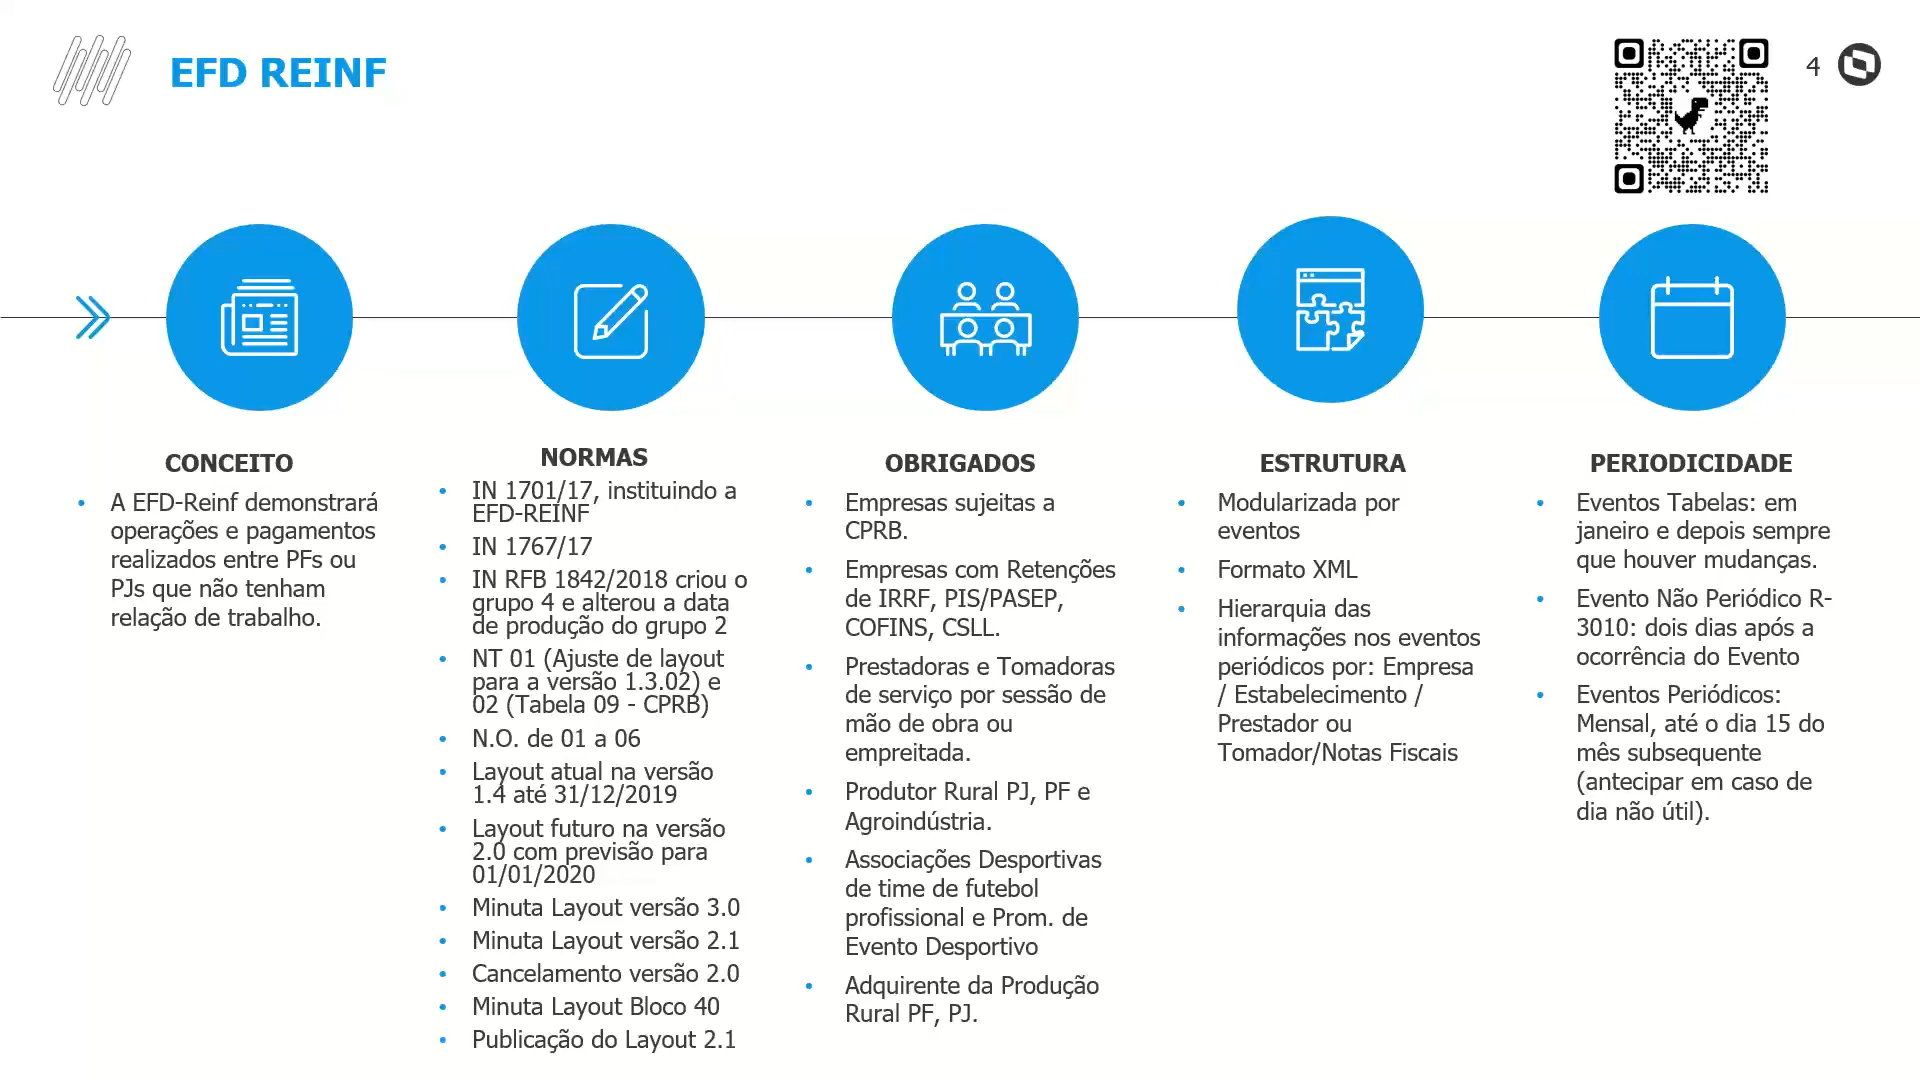 EFD REINF
4
CONCEITO
• A EFD-Reinf demonstrará
operações e pagamentos
realizados entre PFs ou
PJs que não tenham
relação de trabalho.
NORMAS
• IN 1701/17, instituindo a
EFD-REINF
• IN 1767/17
• IN RFB 1842/2018 criou o
grupo 4 e alterou a data
de produção do grupo 2
• NT 01 (Ajuste de layout
para a versão 1.3.02) e
02 (Tabela 09 - CPRB)
• N.O. de 01 a 06
• Layout atual na versão
1.4 até 31/12/2019
• Layout futuro na versão
2.0 com previsão para
01/01/2020
• Minuta Layout versão 3.0
• Minuta Layout versão 2.1
• Cancelamento versão 2.0
• Minuta Layout Bloco 40
• Publicação do Layout 2.1
OBRIGADOS
• Empresas sujeitas a
CPRB.
• Empresas com Retenções
de IRRF, PIS/PASEP,
COFINS, CSLL.
• Prestadoras e Tomadoras
de serviço por sessão de
mão de obra ou
empreitada.
• Produtor Rural PJ, PF e
Agroindústria.
• Associações Desportivas
de time de futebol
profissional e Prom. de
Evento Desportivo
• Adquirente da Produção
Rural PF, PJ.
ESTRUTURA
• Modularizada por
eventos
• Formato XML
• Hierarquia das
informações nos eventos
periódicos por: Empresa
/ Estabelecimento /
Prestador ou
Tomador/Notas Fiscais
PERIODICIDADE
• Eventos Tabelas: em
janeiro e depois sempre
que houver mudanças.
• Evento Não Periódico R-
3010: dois dias após a
ocorrência do Evento
• Eventos Periódicos:
Mensal, até o dia 15 do
mês subsequente
(antecipar em caso de
dia não útil).